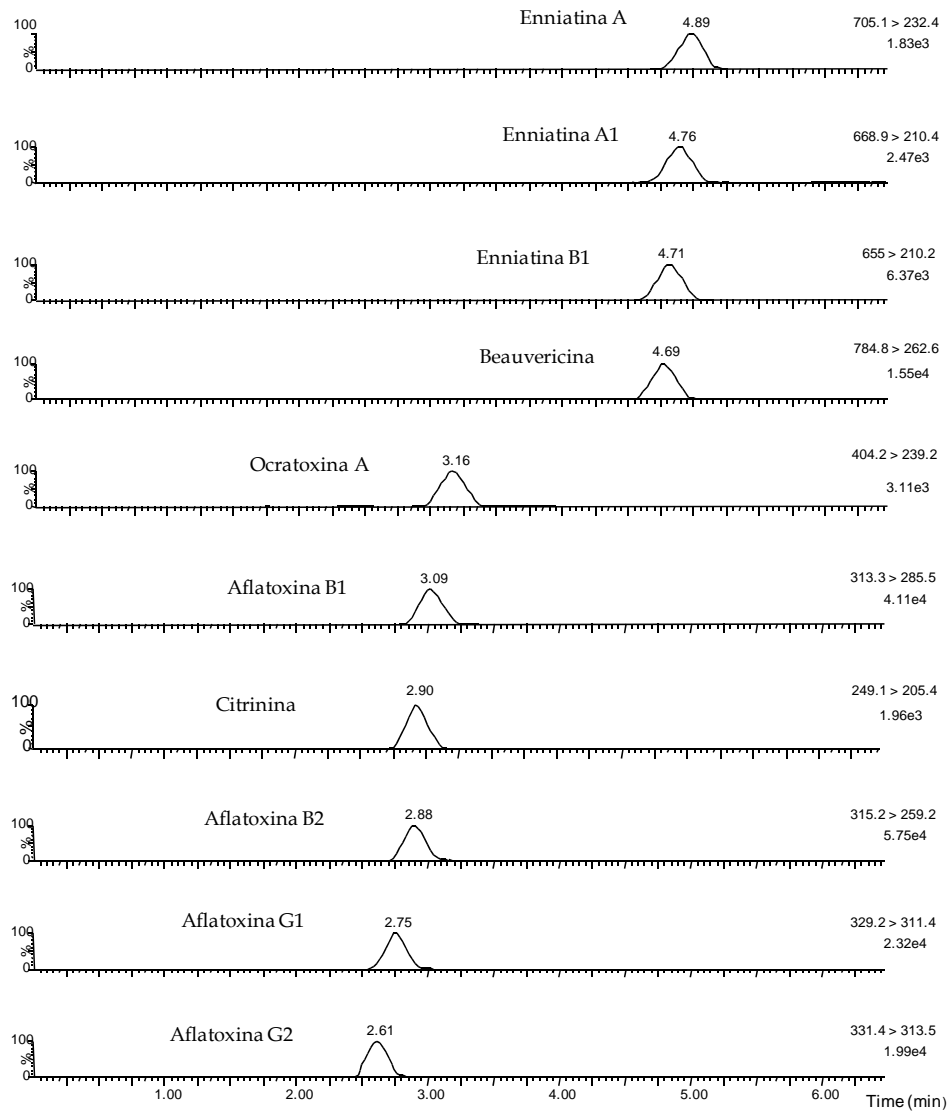 Enniatina A 4.89 705.1 > 232.4
100 1.83e3
%
0
Enniatina A1 4.76 668.9 > 210.4
100 2.47e3
%
0
Enniatina B1 4.71 655 > 210.2
100 6.37e3
%
0
Beauvericina 4.69 784.8 > 262.6
100 1.55e4
%
0
Ocratoxina A 3.16 404.2 > 239.2
100 3.11e3
%
0
Aflatoxina B1 3.09 313.3 > 285.5
100 4.11e4
%
0
Citrinina 2.90 249.1 > 205.4
100 1.96e3
%
0
Aflatoxina B2 2.88 315.2 > 259.2
100 5.75e4
%
0
Aflatoxina G1 2.75 329.2 > 311.4
100 2.32e4
%
0
Aflatoxina G2 2.61 331.4 > 313.5
100 1.99e4
%
0
1.00 2.00 3.00 4.00 5.00 6.00 Time (min)